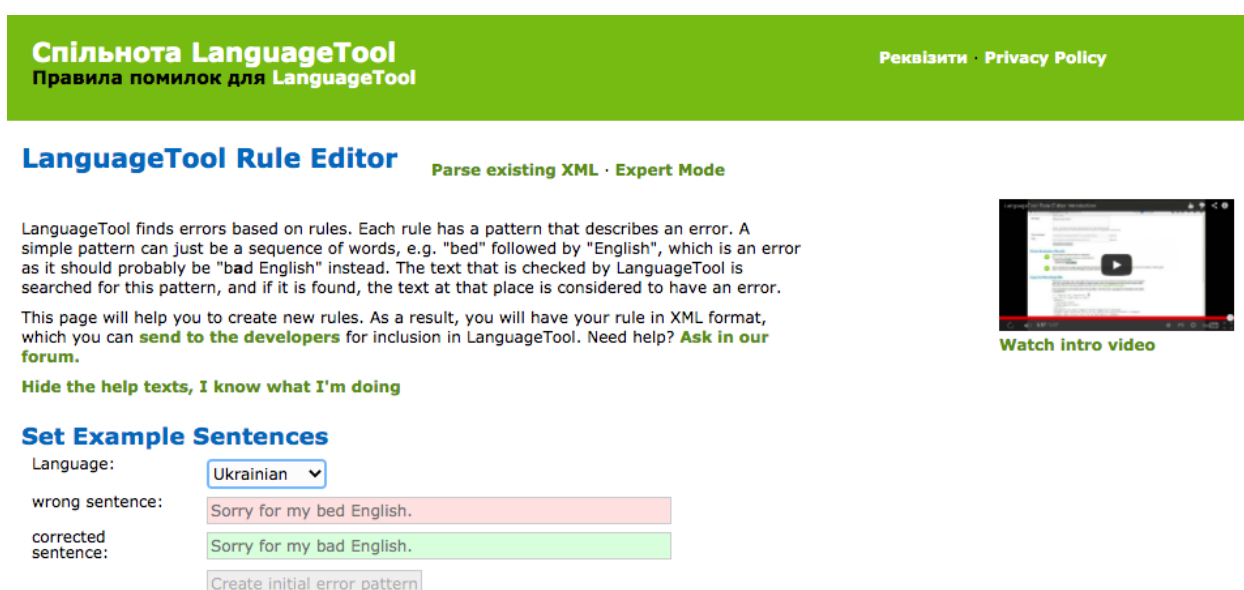 Спільнота LanguageTool
Правила помилок для LanguageTool
Реквізити · Privacy Policy
LanguageTool Rule Editor
Parse existing XML · Expert Mode
LanguageTool finds errors based on rules. Each rule has a pattern that describes an error. A
simple pattern can just be a sequence of words, e.g. "bed" followed by "English", which is an error
as it should probably be "bad English" instead. The text that is checked by LanguageTool is
searched for this pattern, and if it is found, the text at that place is considered to have an error.
This page will help you to create new rules. As a result, you will have your rule in XML format,
which you can send to the developers for inclusion in LanguageTool. Need help? Ask in our
forum.
Hide the help texts, I know what I'm doing
Watch intro video
Set Example Sentences
Language:
Ukrainian
wrong sentence:
Sorry for my bed English.
corrected
sentence:
Sorry for my bad English.
Create initial error pattern